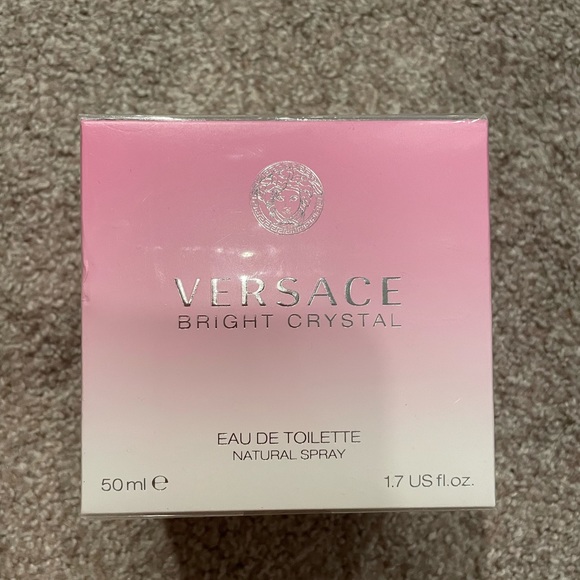 VERSACE
BRIGHT CRYSTAL
EAU DE TOILETTE
NATURAL SPRAY
50 ml ℮ 1.7 US fl.oz.